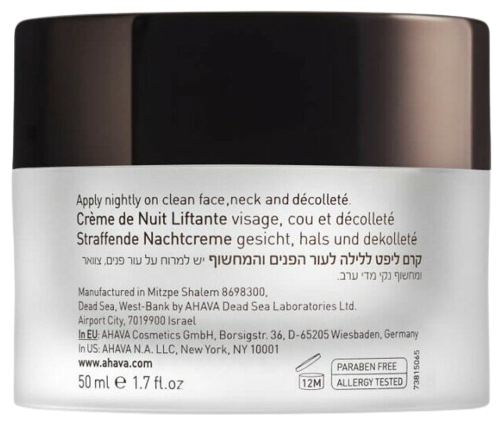 Apply nightly on clean face, neck and décolleté.
Crème de Nuit Liftante visage, cou et décolleté
Straffende Nachtcreme gesicht, hals und dekolleté
קרם ליפט ללילה לעור הפנים והמחשוף יש למרוח על עור פנים, צוואר
ומחשוף נקי מדי ערב.
Manufactured in Mitzpe Shalem 8698300,
Dead Sea, West-Bank by AHAVA Dead Sea Laboratories Ltd.
Airport City, 7019900 Israel
In EU: AHAVA Cosmetics GmbH, Borsigstr. 36, D-65205 Wiesbaden, Germany
In US: AHAVA N.A. LLC, New York, NY 10001
www.ahava.com
50 ml e 1.7 fl.oz
12M
PARABEN FREE
ALLERGY TESTED
73815065